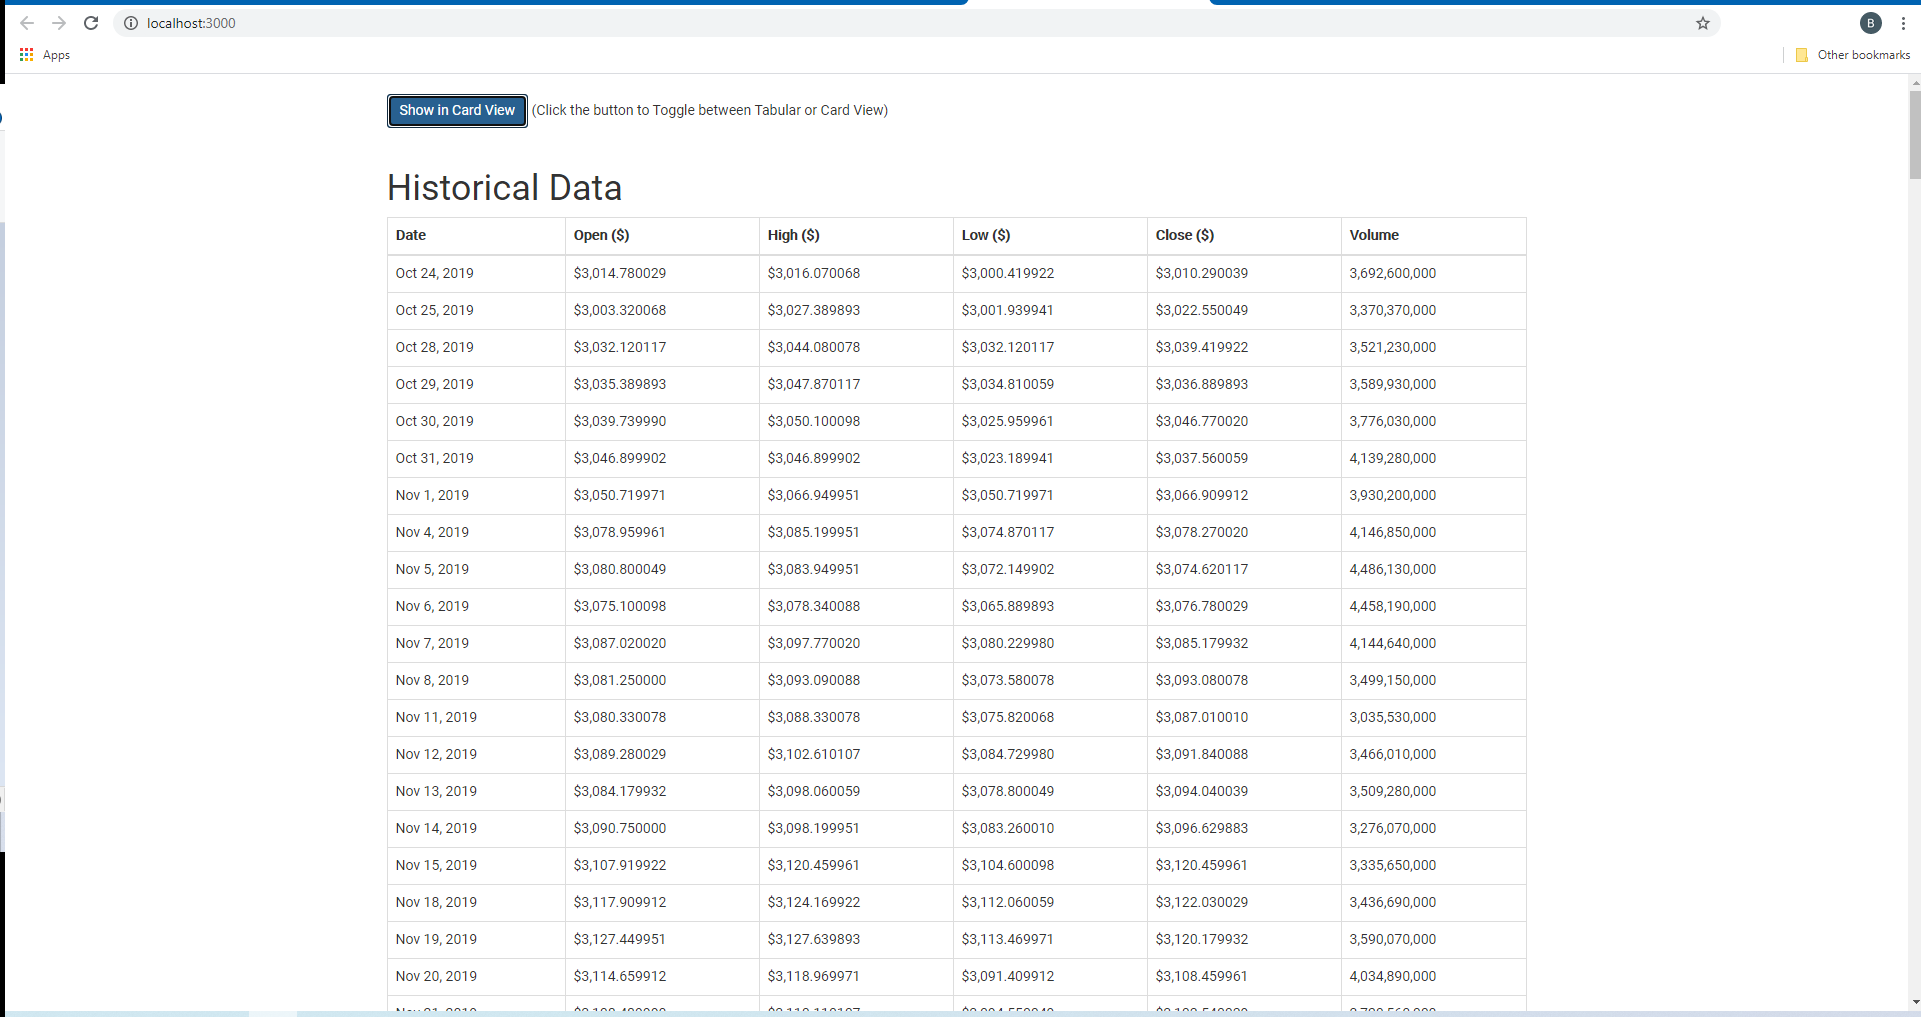 localhost:3000
B
Apps
Other bookmarks
Show in Card View (Click the button to Toggle between Tabular or Card View)
Historical Data
Date Open ($) High ($) Low ($) Close ($) Volume
Oct 24, 2019 $3,014.780029 $3,016.070068 $3,000.419922 $3,010.290039 3,692,600,000
Oct 25, 2019 $3,003.320068 $3,027.389893 $3,001.939941 $3,022.550049 3,370,370,000
Oct 28, 2019 $3,032.120117 $3,044.080078 $3,032.120117 $3,039.419922 3,521,230,000
Oct 29, 2019 $3,035.389893 $3,047.870117 $3,034.810059 $3,036.889893 3,589,930,000
Oct 30, 2019 $3,039.739990 $3,050.100098 $3,025.959961 $3,046.770020 3,776,030,000
Oct 31, 2019 $3,046.899902 $3,046.899902 $3,023.189941 $3,037.560059 4,139,280,000
Nov 1, 2019 $3,050.719971 $3,066.949951 $3,050.719971 $3,066.909912 3,930,200,000
Nov 4, 2019 $3,078.959961 $3,085.199951 $3,074.870117 $3,078.270020 4,146,850,000
Nov 5, 2019 $3,080.800049 $3,083.949951 $3,072.149902 $3,074.620117 4,486,130,000
Nov 6, 2019 $3,075.100098 $3,078.340088 $3,065.889893 $3,076.780029 4,458,190,000
Nov 7, 2019 $3,087.020020 $3,097.770020 $3,080.229980 $3,085.179932 4,144,640,000
Nov 8, 2019 $3,081.250000 $3,093.090088 $3,073.580078 $3,093.080078 3,499,150,000
Nov 11, 2019 $3,080.330078 $3,088.330078 $3,075.820068 $3,087.010010 3,035,530,000
Nov 12, 2019 $3,089.280029 $3,102.610107 $3,084.729980 $3,091.840088 3,466,010,000
Nov 13, 2019 $3,084.179932 $3,098.060059 $3,078.800049 $3,094.040039 3,509,280,000
Nov 14, 2019 $3,090.750000 $3,098.199951 $3,083.260010 $3,096.629883 3,276,070,000
Nov 15, 2019 $3,107.919922 $3,120.459961 $3,104.600098 $3,120.459961 3,335,650,000
Nov 18, 2019 $3,117.909912 $3,124.169922 $3,112.060059 $3,122.030029 3,436,690,000
Nov 19, 2019 $3,127.449951 $3,127.639893 $3,113.469971 $3,120.179932 3,590,070,000
Nov 20, 2019 $3,114.659912 $3,118.969971 $3,091.409912 $3,108.459961 4,034,890,000